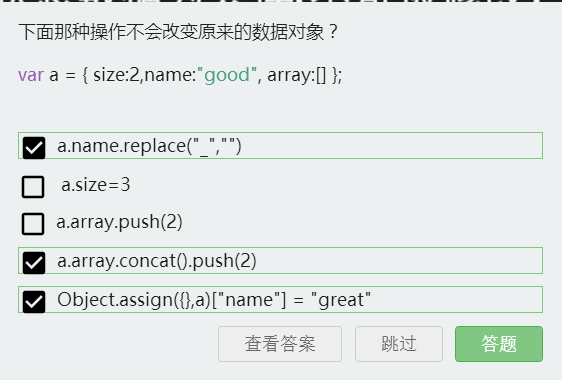 下面那种操作不会改变原来的数据对象？
var a = { size:2,name:"good", array:[] };
a.name.replace("_","")
a.size=3
a.array.push(2)
a.array.concat().push(2)
Object.assign({},a)["name"] = "great"
查看答案 跳过 答题